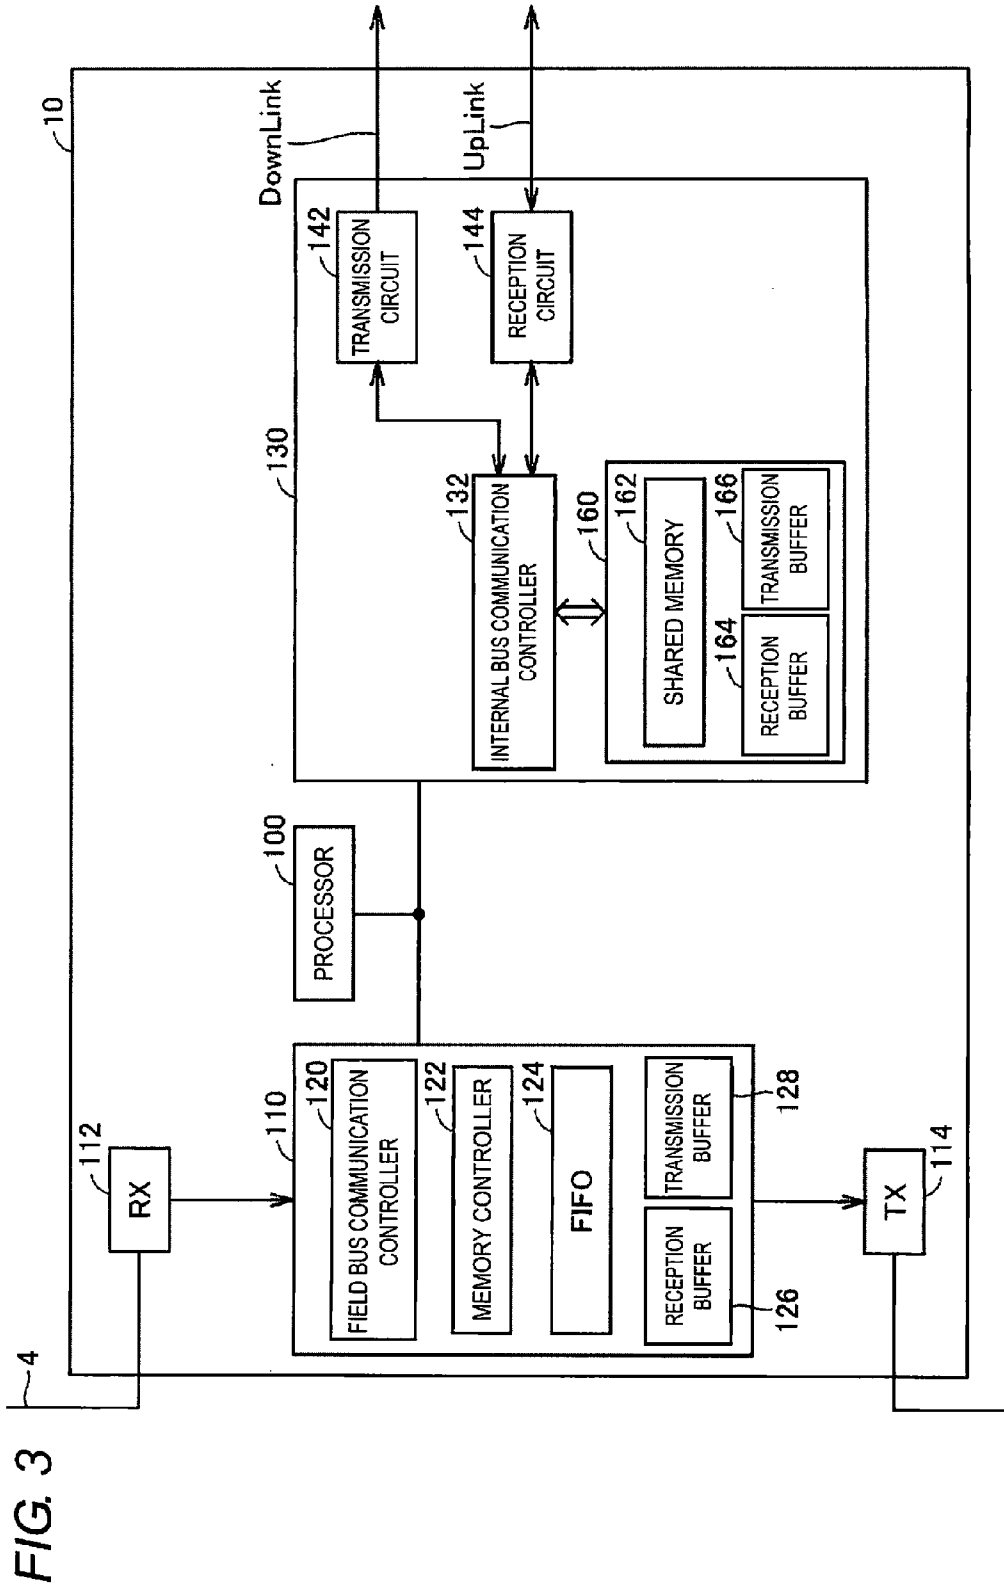 FIG. 3
4
10
112
RX
110
120
FIELD BUS COMMUNICATION
CONTROLLER
122
MEMORY CONTROLLER
124
FIFO
RECEPTION
BUFFER
126
TRANSMISSION
BUFFER
128
TX
114
100
PROCESSOR
130
132
INTERNAL BUS COMMUNICATION
CONTROLLER
142
TRANSMISSION
CIRCUIT
144
RECEPTION
CIRCUIT
160
162
SHARED MEMORY
164
RECEPTION
BUFFER
166
TRANSMISSION
BUFFER
DownLink
UpLink